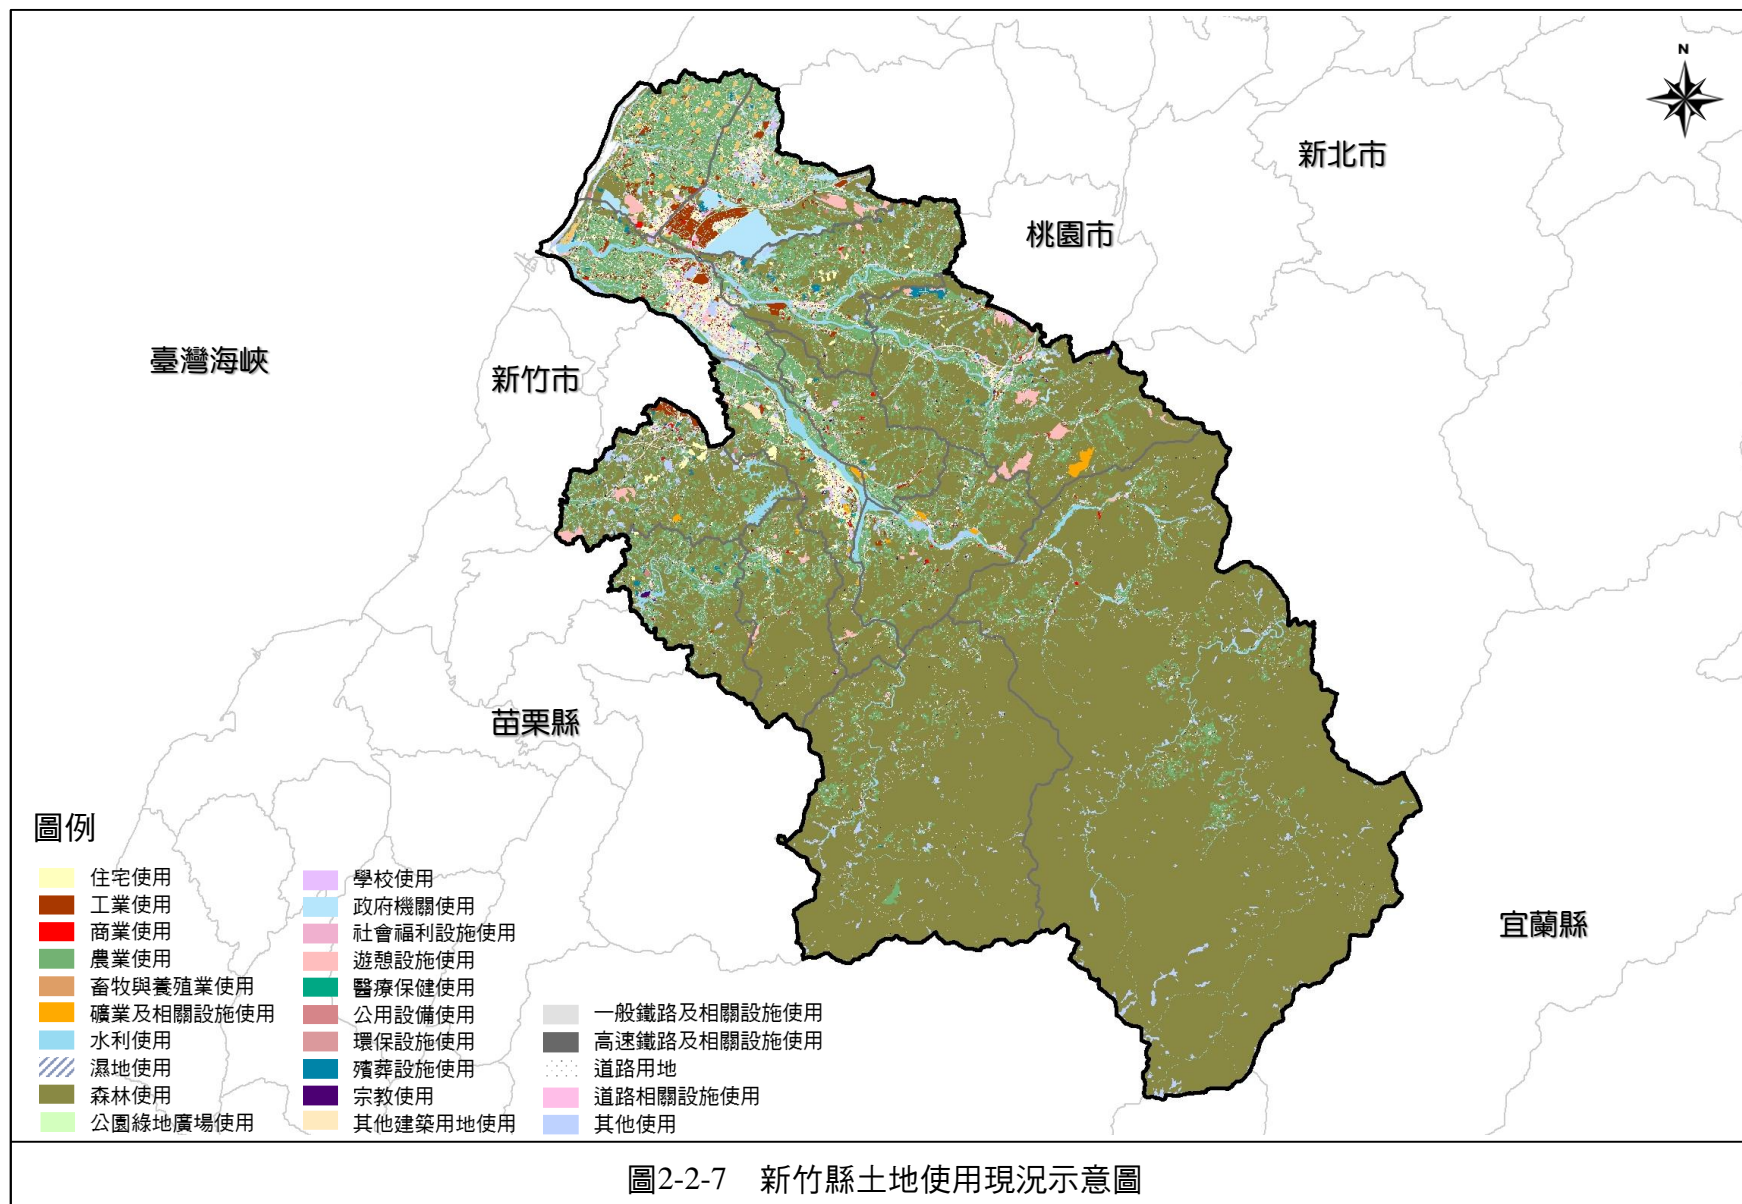 N
新北市
桃園市
臺灣海峽
新竹市
苗栗縣
宜蘭縣
圖例
住宅使用
工業使用
商業使用
農業使用
畜牧與養殖業使用
礦業及相關設施使用
水利使用
濕地使用
森林使用
公園綠地廣場使用
學校使用
政府機關使用
社會福利設施使用
遊憩設施使用
醫療保健使用
公用設備使用
環保設施使用
殯葬設施使用
宗教使用
其他建築用地使用
一般鐵路及相關設施使用
高速鐵路及相關設施使用
道路用地
道路相關設施使用
其他使用
圖2-2-7 新竹縣土地使用現況示意圖